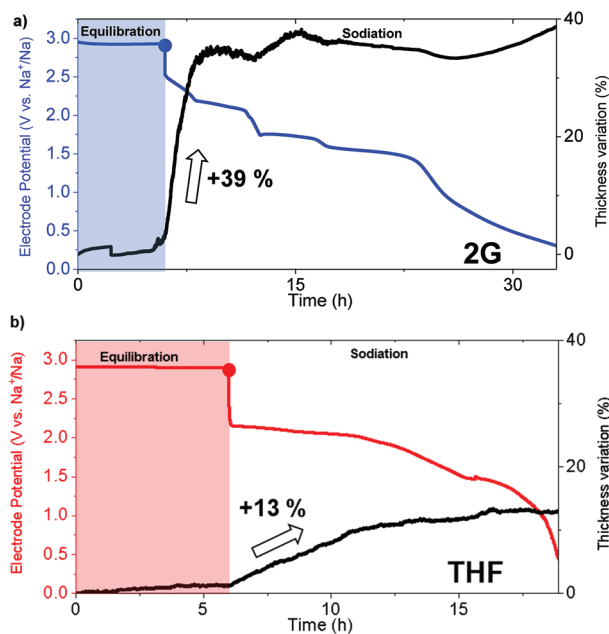 a)
Equilibration
Sodiation
Electrode Potential (V vs. Na⁺/Na)
3.0
2.5
2.0
1.5
1.0
0.5
0.0
+39 %
2G
40
20
0
Thickness variation (%)
0
15
30
Time (h)
b)
Equilibration
Sodiation
Electrode Potential (V vs. Na⁺/Na)
3.0
2.5
2.0
1.5
1.0
0.5
0.0
+13 %
THF
40
20
0
Thickness variation (%)
0
5
10
15
Time (h)